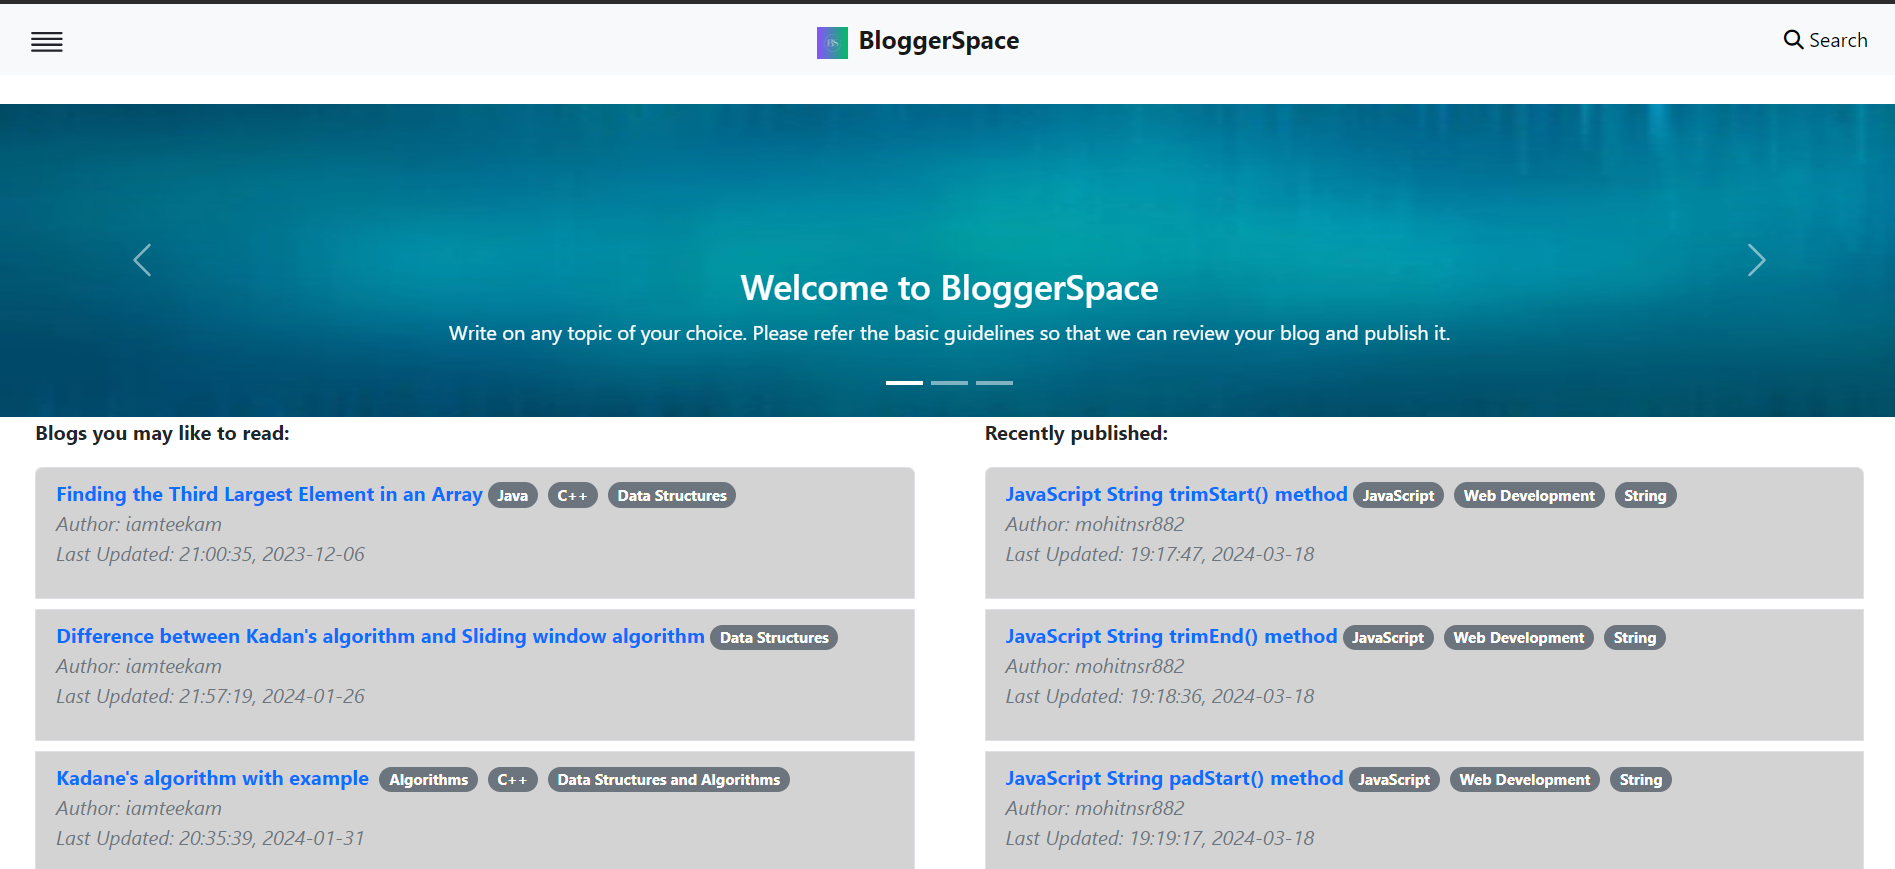 BloggerSpace
Search
Welcome to BloggerSpace
Write on any topic of your choice. Please refer the basic guidelines so that we can review your blog and publish it.
Blogs you may like to read:
Finding the Third Largest Element in an Array Java C++ Data Structures
Author: iamteekam
Last Updated: 21:00:35, 2023-12-06
Difference between Kadan's algorithm and Sliding window algorithm Data Structures
Author: iamteekam
Last Updated: 21:57:19, 2024-01-26
Kadane's algorithm with example Algorithms C++ Data Structures and Algorithms
Author: iamteekam
Last Updated: 20:35:39, 2024-01-31
Recently published:
JavaScript String trimStart() method JavaScript Web Development String
Author: mohitnsr882
Last Updated: 19:17:47, 2024-03-18
JavaScript String trimEnd() method JavaScript Web Development String
Author: mohitnsr882
Last Updated: 19:18:36, 2024-03-18
JavaScript String padStart() method JavaScript Web Development String
Author: mohitnsr882
Last Updated: 19:19:17, 2024-03-18